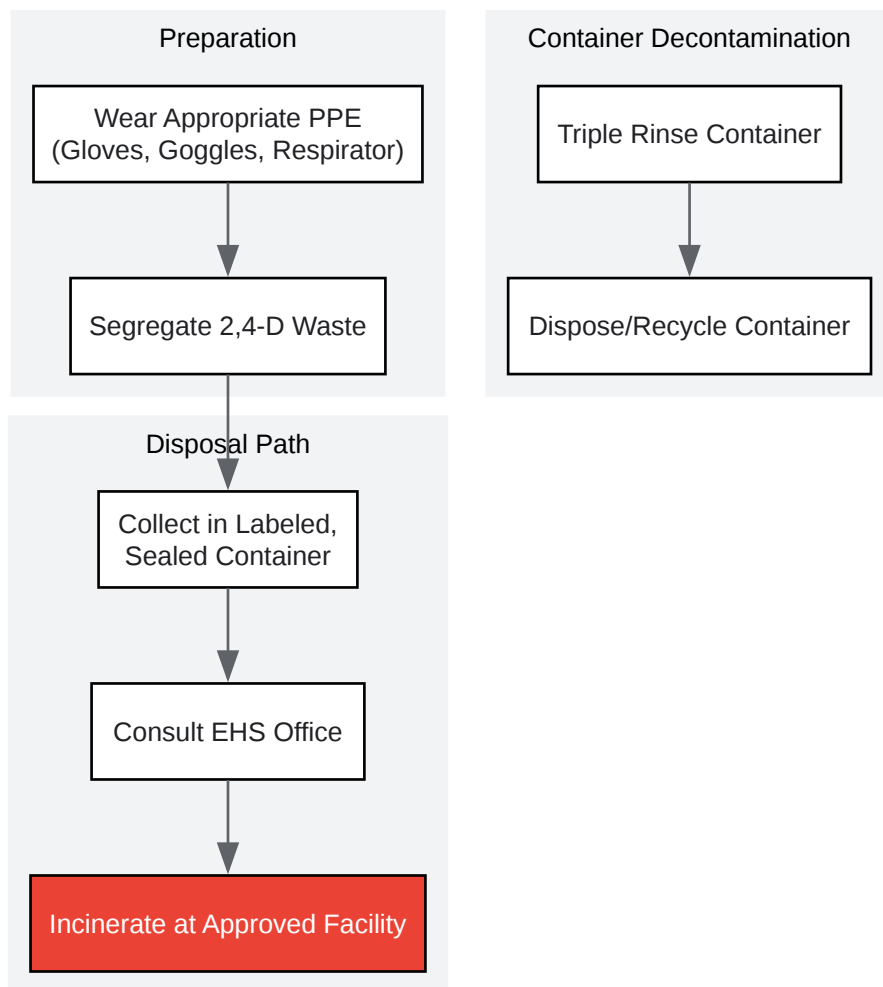 Preparation
Wear Appropriate PPE
(Gloves, Goggles, Respirator)
Segregate 2,4-D Waste
Disposal Path
Collect in Labeled,
Sealed Container
Consult EHS Office
Incinerate at Approved Facility
Container Decontamination
Triple Rinse Container
Dispose/Recycle Container